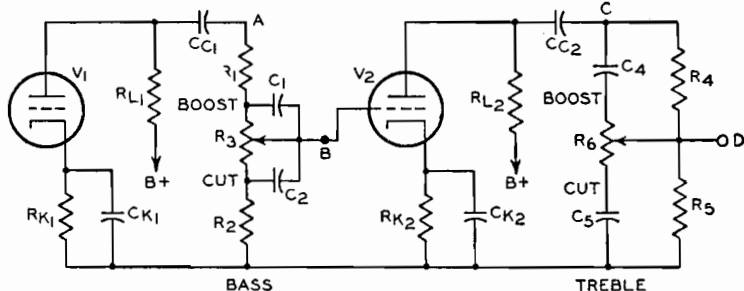 A
C
CC1
CC2
V1
R1
C1
V2
C4
R4
RL1
BOOST
RL2
BOOST
R3
B
R6
D
B+
CUT
C2
B+
CUT
RK1
CK1
R2
RK2
CK2
C5
R5
BASS
TREBLE